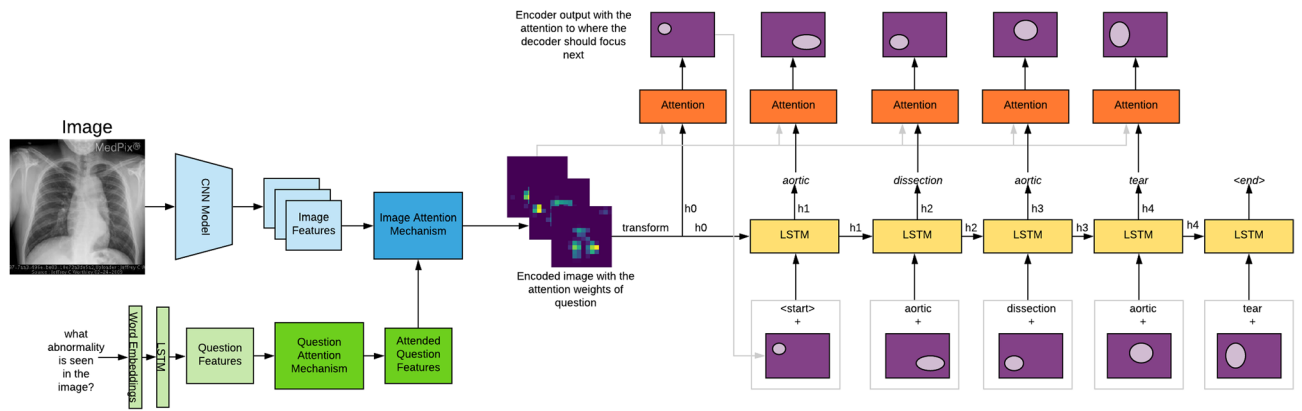 Encoder output with the
attention to where the
decoder should focus
next
Attention
Attention
Attention
Attention
Attention
Image
MedPix®
CNN Model
Image
Features
Image Attention
Mechanism
Encoded image with the
attention weights of
question
transform
h0
h0
aortic
dissection
aortic
tear
<end>
h1
h2
h3
h4
LSTM
h1
LSTM
h2
LSTM
h3
LSTM
h4
LSTM
<start>
+
aortic
+
dissection
+
aortic
+
tear
+
what
abnormality
is seen
in the
image?
Word Embeddings
LSTM
Question
Features
Question
Attention
Mechanism
Attended
Question
Features